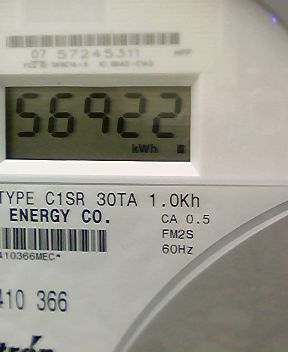 07 57245311
56922
kWh
TYPE C1SR 30TA 1.0Kh
ENERGY CO.
CA 0.5
FM2S
60Hz
410366MEC*
410 366